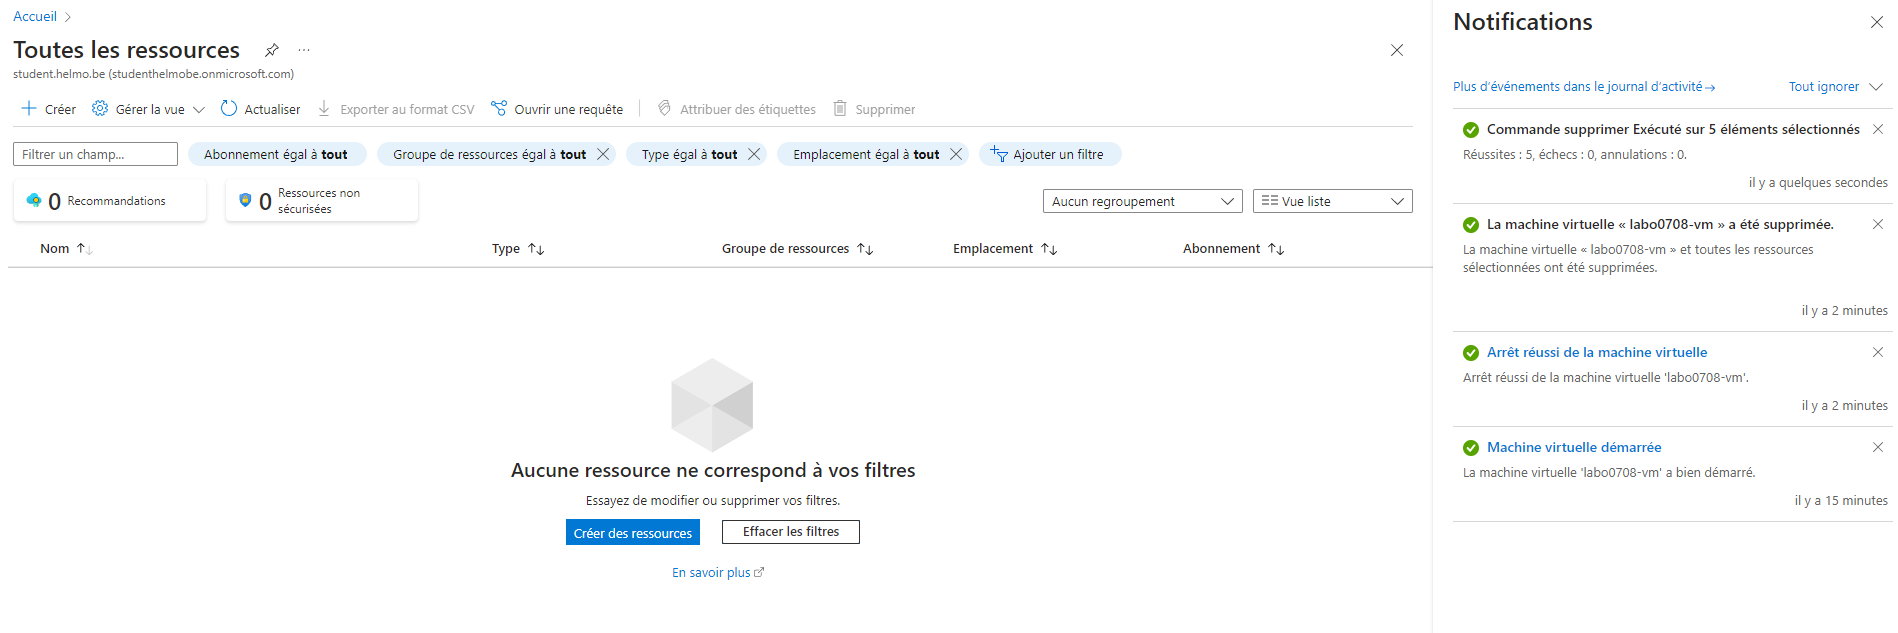 Accueil
Toutes les ressources
student.helmo.be (studenthelmobe.onmicrosoft.com)
Créer Gérer la vue Actualiser Exporter au format CSV Ouvrir une requête Attribuer des étiquettes Supprimer
Filtrer un champ... Abonnement égal à tout Groupe de ressources égal à tout Type égal à tout Emplacement égal à tout Ajouter un filtre
0 Recommandations
0 Ressources non
sécurisées
Aucun regroupement Vue liste
Nom Type Groupe de ressources Emplacement Abonnement
Aucune ressource ne correspond à vos filtres
Essayez de modifier ou supprimer vos filtres.
Créer des ressources Effacer les filtres
En savoir plus
Notifications
Plus d'événements dans le journal d'activité Tout ignorer
Commande supprimer Exécuté sur 5 éléments sélectionnés
Réussites : 5, échecs : 0, annulations : 0.
il y a quelques secondes
La machine virtuelle « labo0708-vm » a été supprimée.
La machine virtuelle « labo0708-vm » et toutes les ressources
sélectionnées ont été supprimées.
il y a 2 minutes
Arrêt réussi de la machine virtuelle
Arrêt réussi de la machine virtuelle 'labo0708-vm'.
il y a 2 minutes
Machine virtuelle démarrée
La machine virtuelle 'labo0708-vm' a bien démarré.
il y a 15 minutes